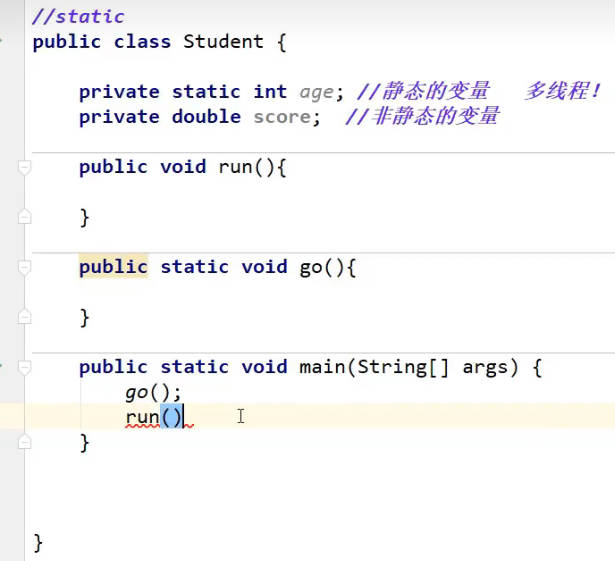 //static
public class Student {
private static int age; //静态的变量 多线程!
private double score; //非静态的变量
public void run(){
}
public static void go(){
}
public static void main(String[] args) {
go();
run()
}
}